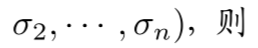 σ₂, ⋯ , σₙ), 则